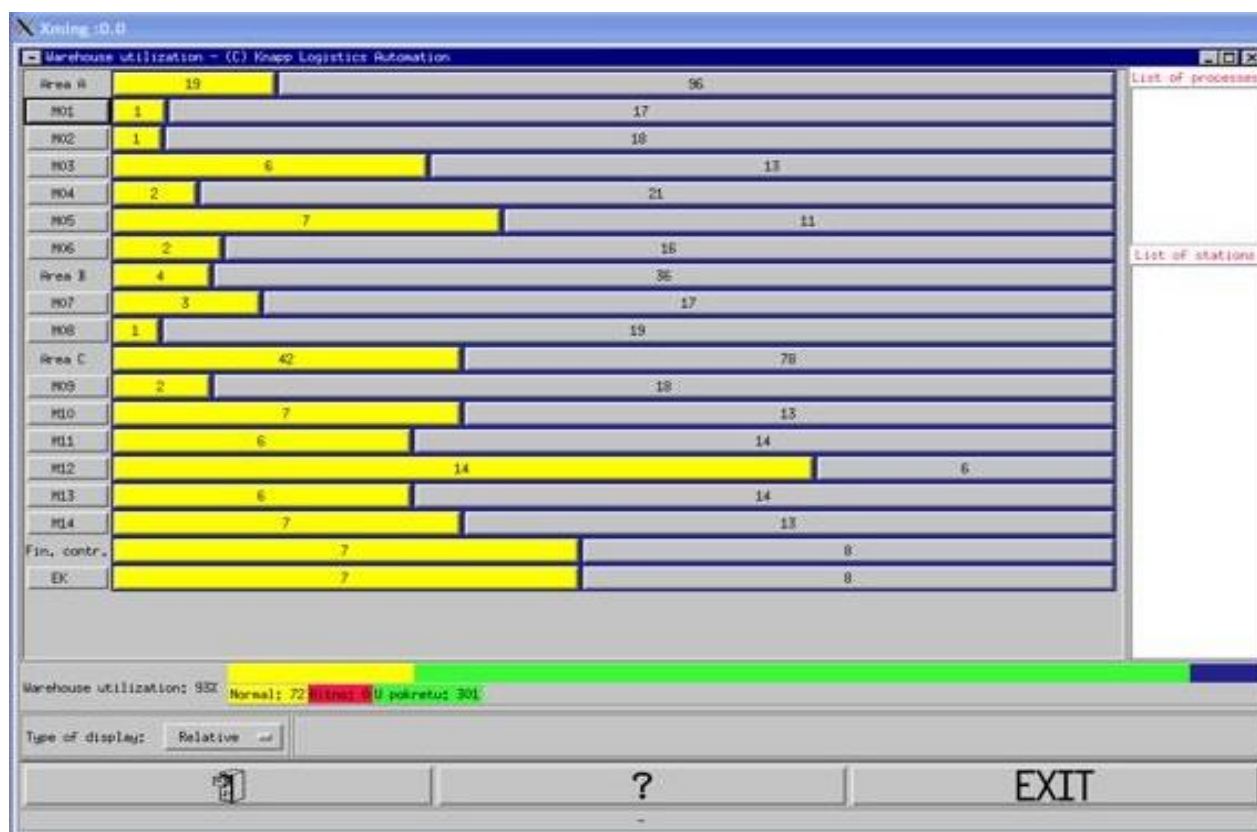 Xming :0.0
Warehouse utilization - (C) Knapp Logistics Automation
Area A 19 96
M01 1 17
M02 1 18
M03 6 13
M04 2 21
M05 7 11
M06 2 16
Area B 4 36
M07 3 17
M08 1 19
Area C 42 78
M09 2 18
M10 7 13
M11 6 14
M12 14 6
M13 6 14
M14 7 13
Fin. contr. 7 8
EK 7 8
List of processes
List of stations
Warehouse utilization: 93%
Normal: 72 Hitno: 0 U pokretu: 301
Type of display: Relative
? EXIT
-